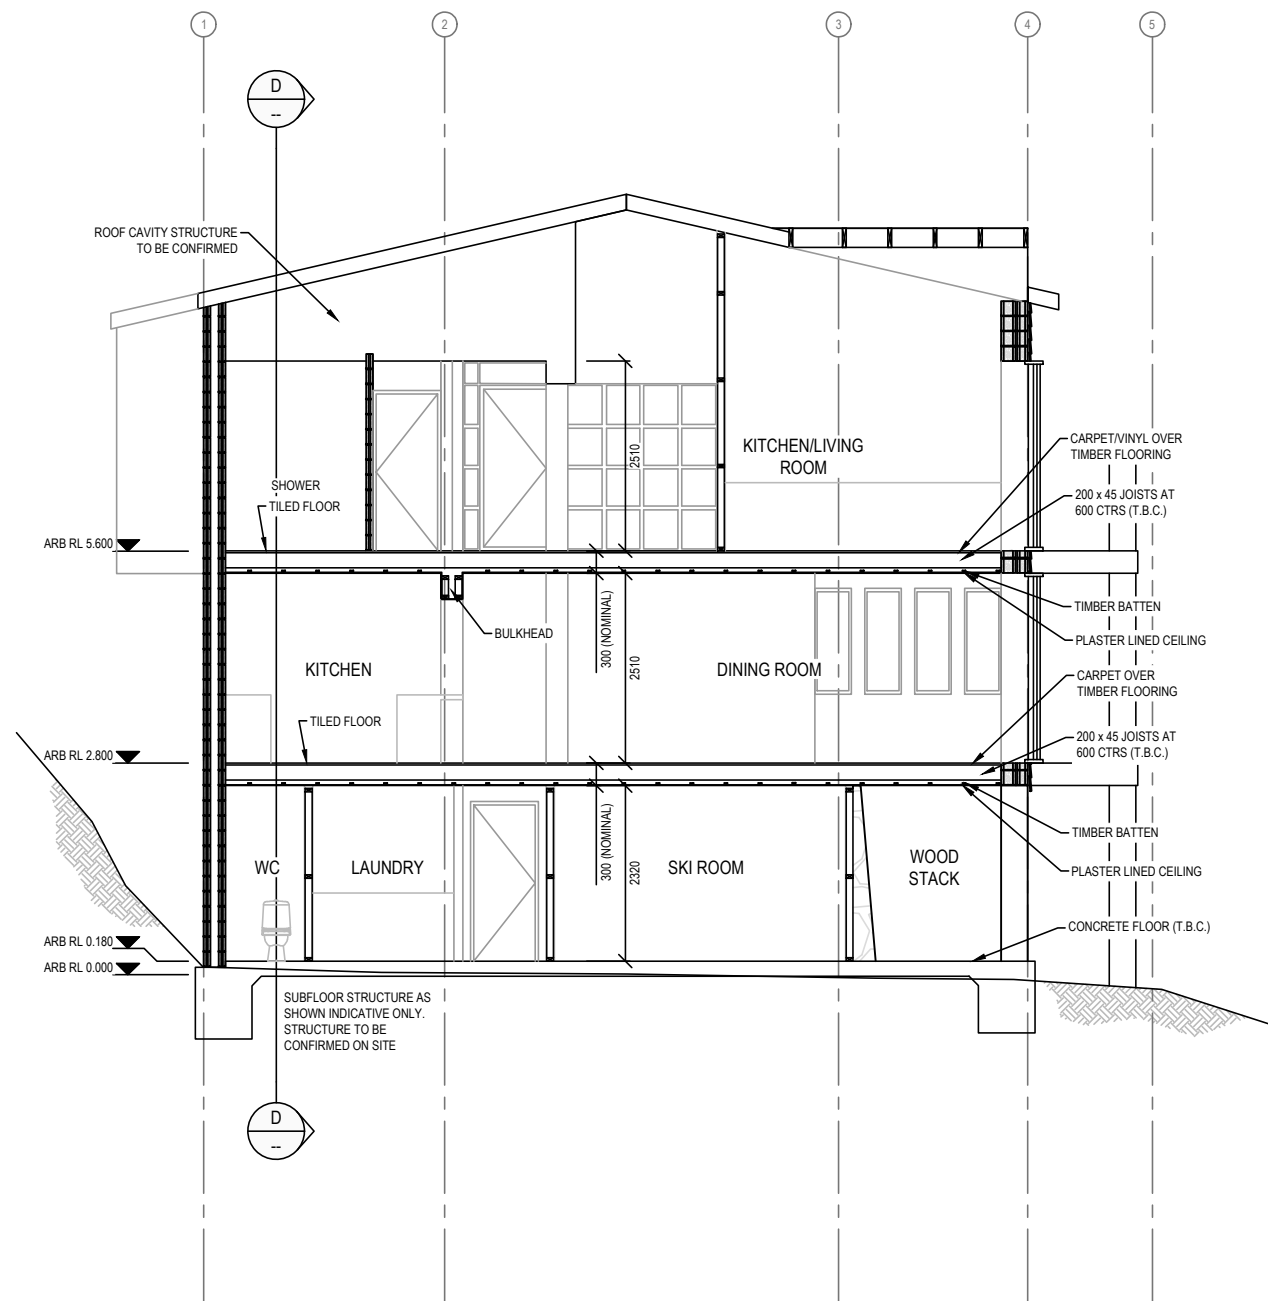 1
2
3
4
5
D
--
ROOF CAVITY STRUCTURE
TO BE CONFIRMED
KITCHEN/LIVING
ROOM
2510
CARPET/VINYL OVER
TIMBER FLOORING
SHOWER
TILED FLOOR
200 x 45 JOISTS AT
600 CTRS (T.B.C.)
ARB RL 5.600
TIMBER BATTEN
BULKHEAD
PLASTER LINED CEILING
300 (NOMINAL)
2510
KITCHEN
DINING ROOM
CARPET OVER
TIMBER FLOORING
TILED FLOOR
200 x 45 JOISTS AT
600 CTRS (T.B.C.)
ARB RL 2.800
TIMBER BATTEN
300 (NOMINAL)
2320
WC
LAUNDRY
SKI ROOM
WOOD
STACK
PLASTER LINED CEILING
CONCRETE FLOOR (T.B.C.)
ARB RL 0.180
ARB RL 0.000
SUBFLOOR STRUCTURE AS
SHOWN INDICATIVE ONLY.
STRUCTURE TO BE
CONFIRMED ON SITE
D
--